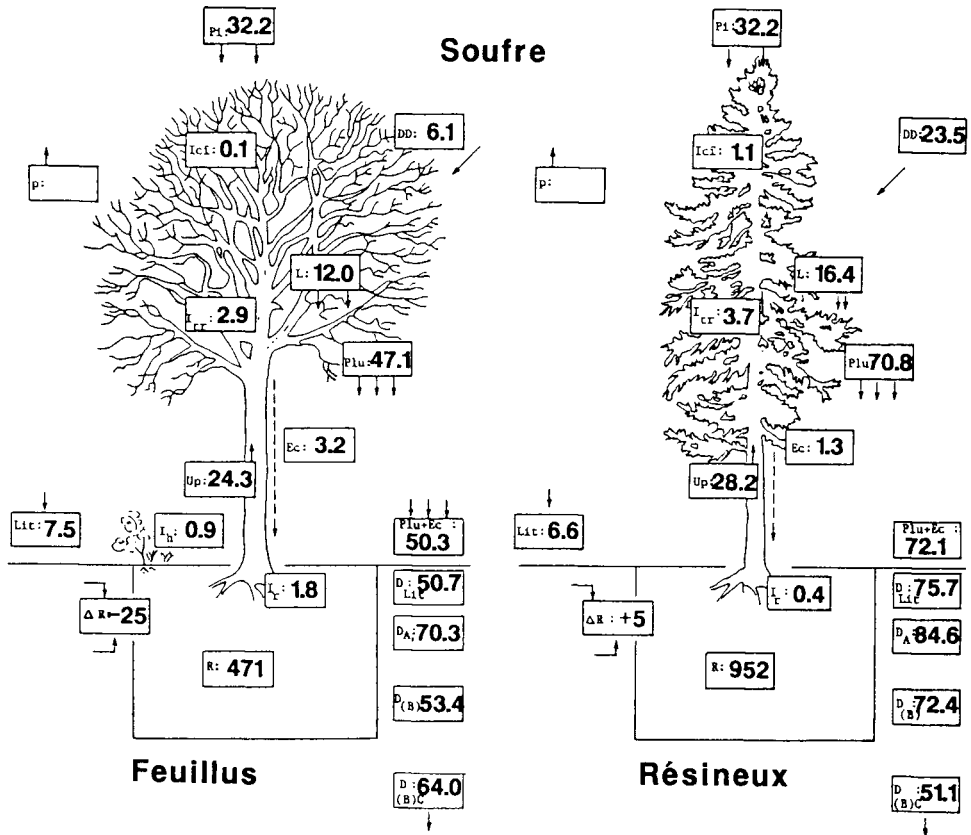 Soufre
Pi: 32.2
DD: 6.1
Icf: 0.1
p:
L: 12.0
Itr: 2.9
Plu: 47.1
Ec: 3.2
Up: 24.3
Lit: 7.5
Ih: 0.9
Plu+Ec :
50.3
Ir: 1.8
D : 50.7
Lit
ΔR: -25
DA: 70.3
R: 471
D(B) 53.4
Feuillus
D : 64.0
(B)C
Pi: 32.2
DD: 23.5
Icf: 1.1
p:
L: 16.4
Itr: 3.7
Plu 70.8
Ec: 1.3
Up: 28.2
Lit: 6.6
Plu+Ec :
72.1
Ir: 0.4
D : 75.7
Lit
ΔR : +5
DA: 84.6
R: 952
D : 72.4
(B)
Résineux
D : 51.1
(B)C